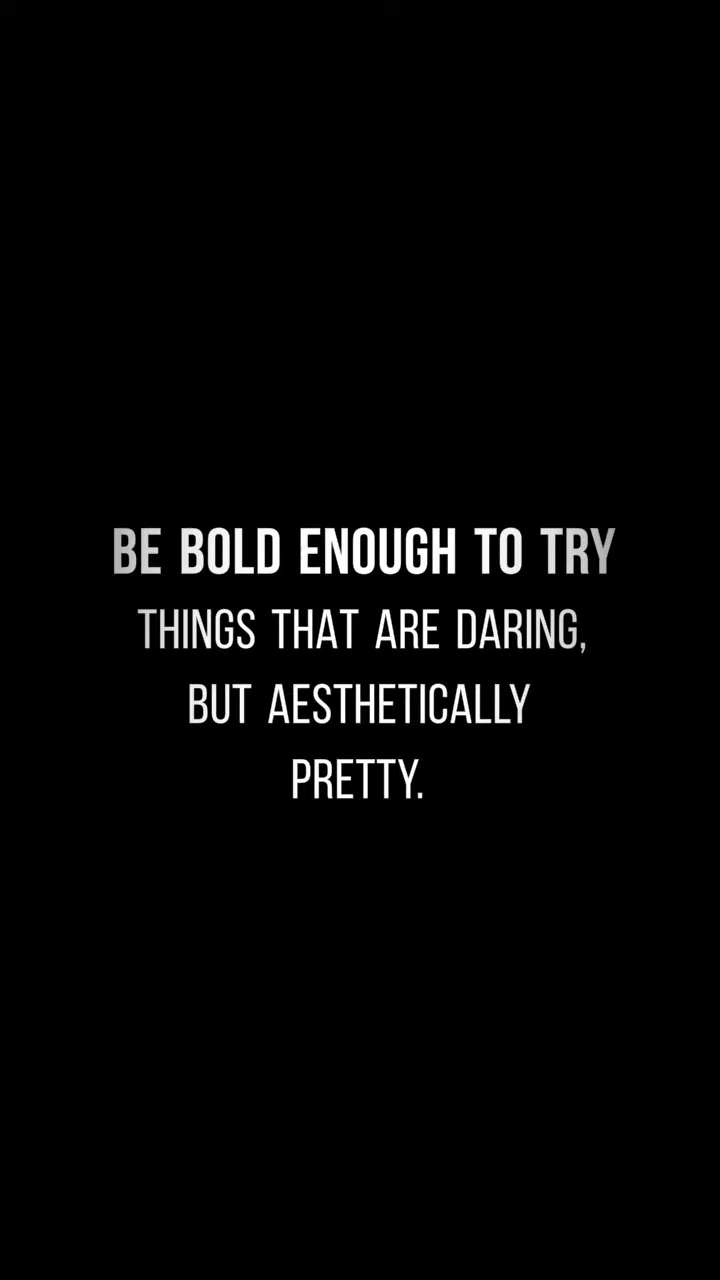 BE BOLD ENOUGH TO TRY
THINGS THAT ARE DARING,
BUT AESTHETICALLY
PRETTY.